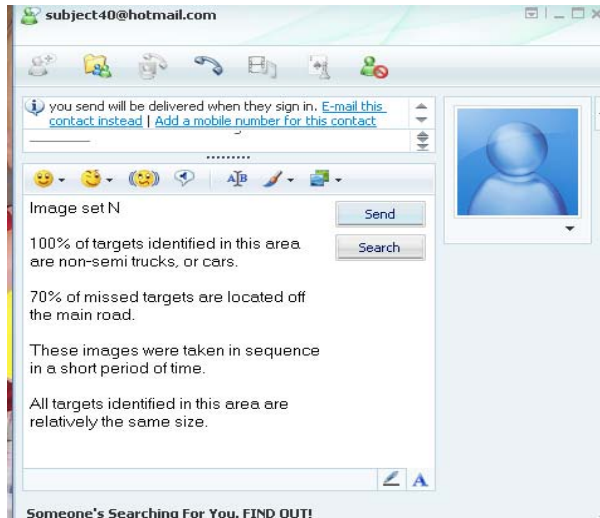 subject40@hotmail.com
you send will be delivered when they sign in. E-mail this
contact instead | Add a mobile number for this contact
Image set N
Send
Search
100% of targets identified in this area
are non-semi trucks, or cars.
70% of missed targets are located off
the main road.
These images were taken in sequence
in a short period of time.
All targets identified in this area are
relatively the same size.
Someone's Searching For You. FIND OUT!